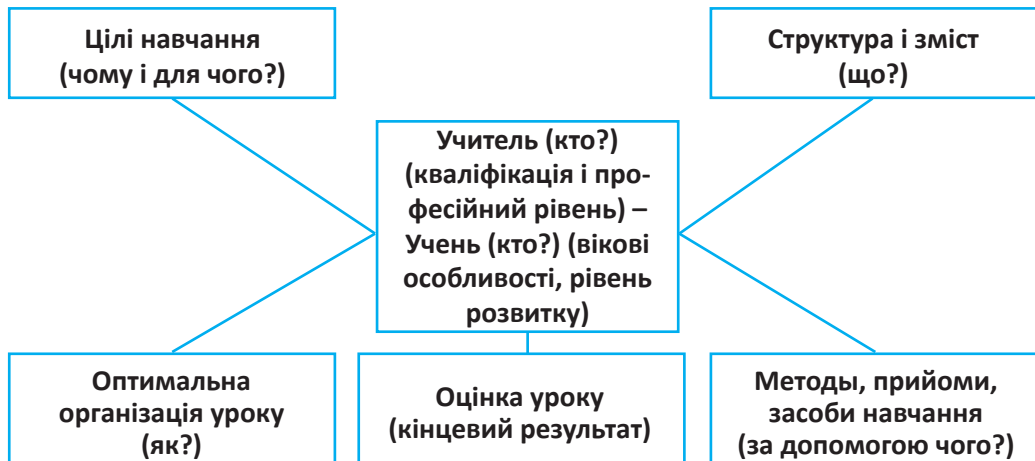 Цілі навчання
(чому і для чого?)
Структура і зміст
(що?)
Учитель (кто?)
(кваліфікація і про-
фесійний рівень) –
Учень (кто?) (вікові
особливості, рівень
розвитку)
Оптимальна
організація уроку
(як?)
Оцінка уроку
(кінцевий результат)
Методы, прийоми,
засоби навчання
(за допомогою чого?)